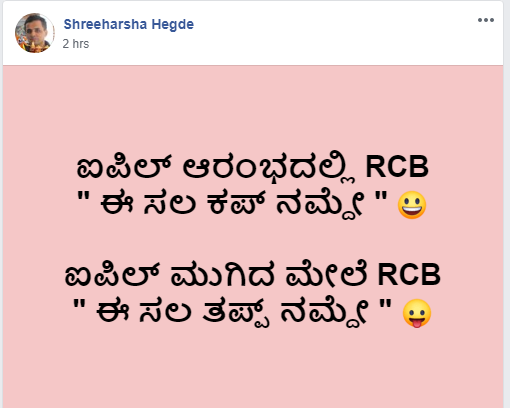 Shreeharsha Hegde
2 hrs
ಐಪಿಲ್ ಆರಂಭದಲ್ಲಿ RCB
" ಈ ಸಲ ಕಪ್ ನಮ್ದೇ " 😃
ಐಪಿಲ್ ಮುಗಿದ ಮೇಲೆ RCB
" ಈ ಸಲ ತಪ್ಪ್ ನಮ್ದೇ " 😛